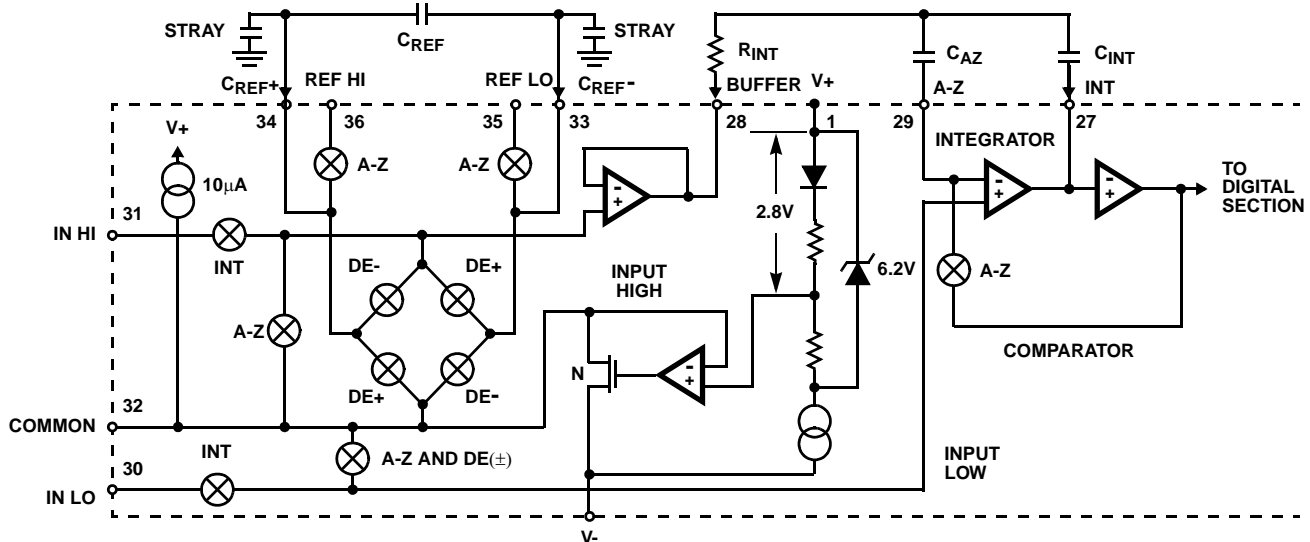 STRAY
CREF
STRAY
RINT
CAZ
CINT
CREF+
REF HI
REF LO
CREF-
BUFFER
V+
A-Z
INT
34
36
35
33
28
1
29
27
V+
10µA
A-Z
A-Z
INTEGRATOR
-
+
-
+
TO
DIGITAL
SECTION
31
IN HI
INT
2.8V
DE-
DE+
INPUT
HIGH
6.2V
A-Z
A-Z
DE+
DE-
N
-
+
COMPARATOR
32
COMMON
INT
A-Z AND DE(±)
INPUT
LOW
30
IN LO
V-